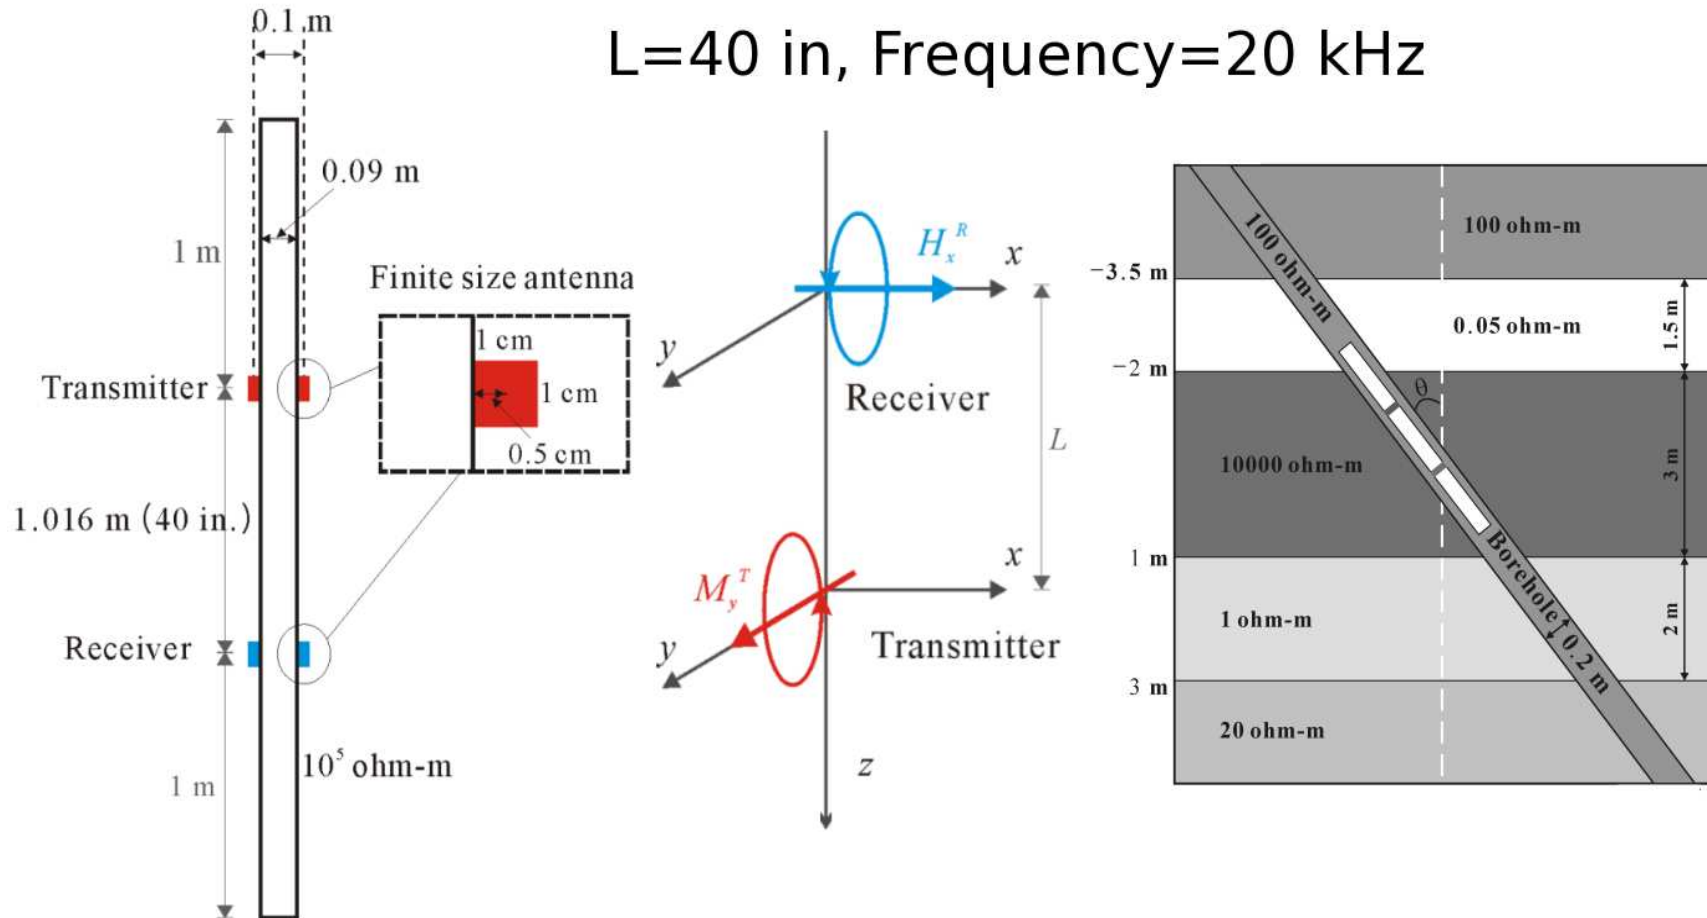 L=40 in, Frequency=20 kHz
0.1 m
0.09 m
1 m
Finite size antenna
1 cm
1 cm
0.5 cm
Transmitter
1.016 m (40 in.)
Receiver
10⁵ ohm-m
1 m
Hₓᴿ
x
y
Receiver
L
x
M_yᵀ
y
Transmitter
z
100 ohm-m
100 ohm-m
−3.5 m
0.05 ohm-m
1.5 m
−2 m
θ
10000 ohm-m
3 m
1 m
Borehole
0.2 m
1 ohm-m
2 m
3 m
20 ohm-m